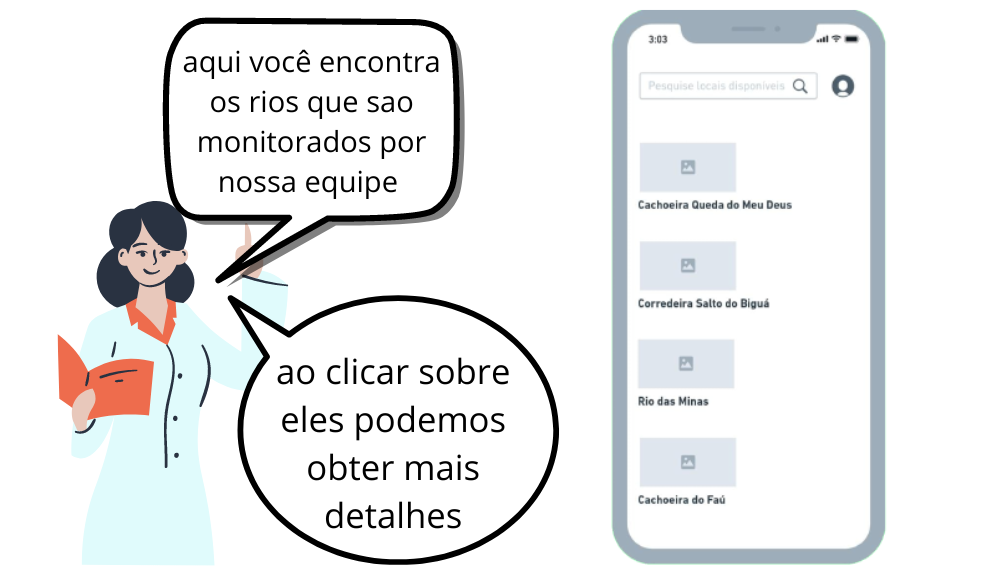 aqui você encontra
os rios que sao
monitorados por
nossa equipe
ao clicar sobre
eles podemos
obter mais
detalhes
3:03
Pesquise locais disponiveis
Cachoeira Queda do Meu Deus
Corredeira Salto do Biguá
Rio das Minas
Cachoeira do Faú